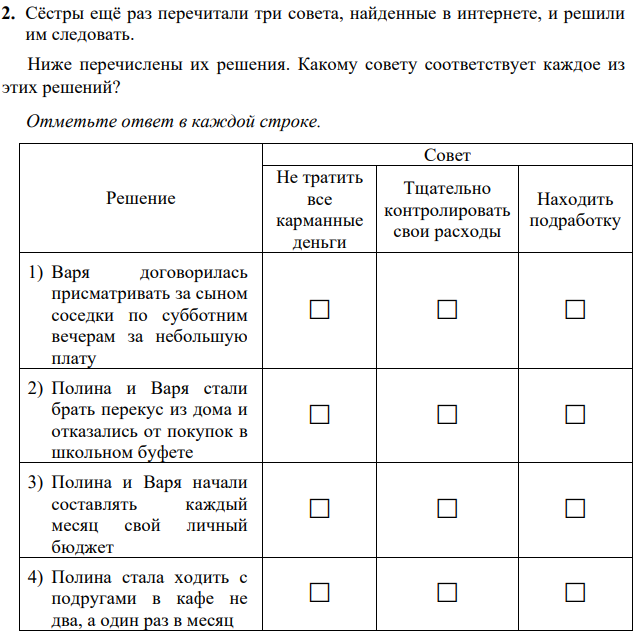 2. Сёстры ещё раз перечитали три совета, найденные в интернете, и решили
им следовать.
Ниже перечислены их решения. Какому совету соответствует каждое из
этих решений?
Отметьте ответ в каждой строке.
Решение
Совет
Не тратить
все
карманные
деньги
Тщательно
контролировать
свои расходы
Находить
подработку
1) Варя договорилась
присматривать за сыном
соседки по субботним
вечерам за небольшую
плату
2) Полина и Варя стали
брать перекус из дома и
отказались от покупок в
школьном буфете
3) Полина и Варя начали
составлять каждый
месяц свой личный
бюджет
4) Полина стала ходить с
подругами в кафе не
два, а один раз в месяц